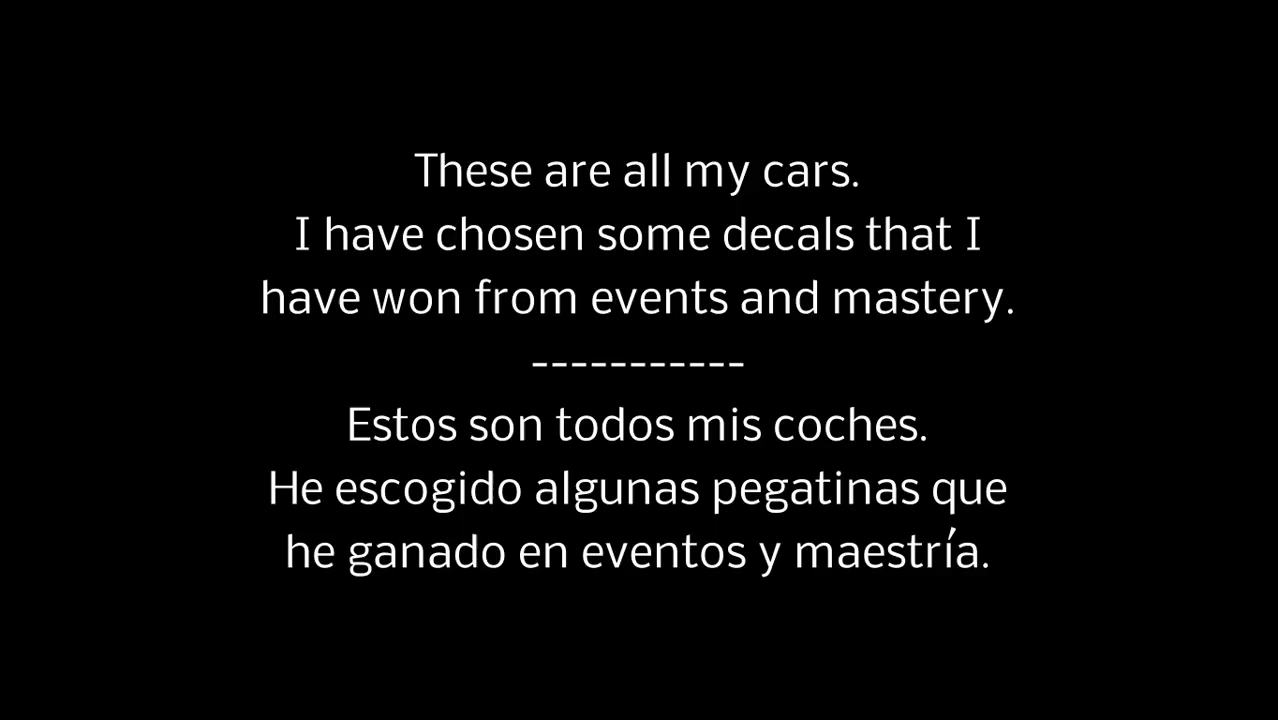 These are all my cars.
I have chosen some decals that I
have won from events and mastery.
-----------
Estos son todos mis coches.
He escogido algunas pegatinas que
he ganado en eventos y maestría.